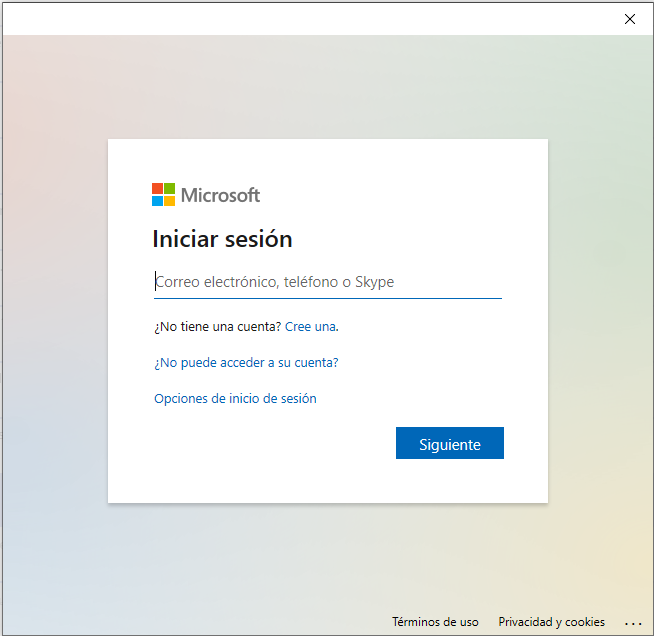 Microsoft
Iniciar sesión
Correo electrónico, teléfono o Skype
¿No tiene una cuenta? Cree una.
¿No puede acceder a su cuenta?
Opciones de inicio de sesión
Siguiente
Términos de uso Privacidad y cookies ...